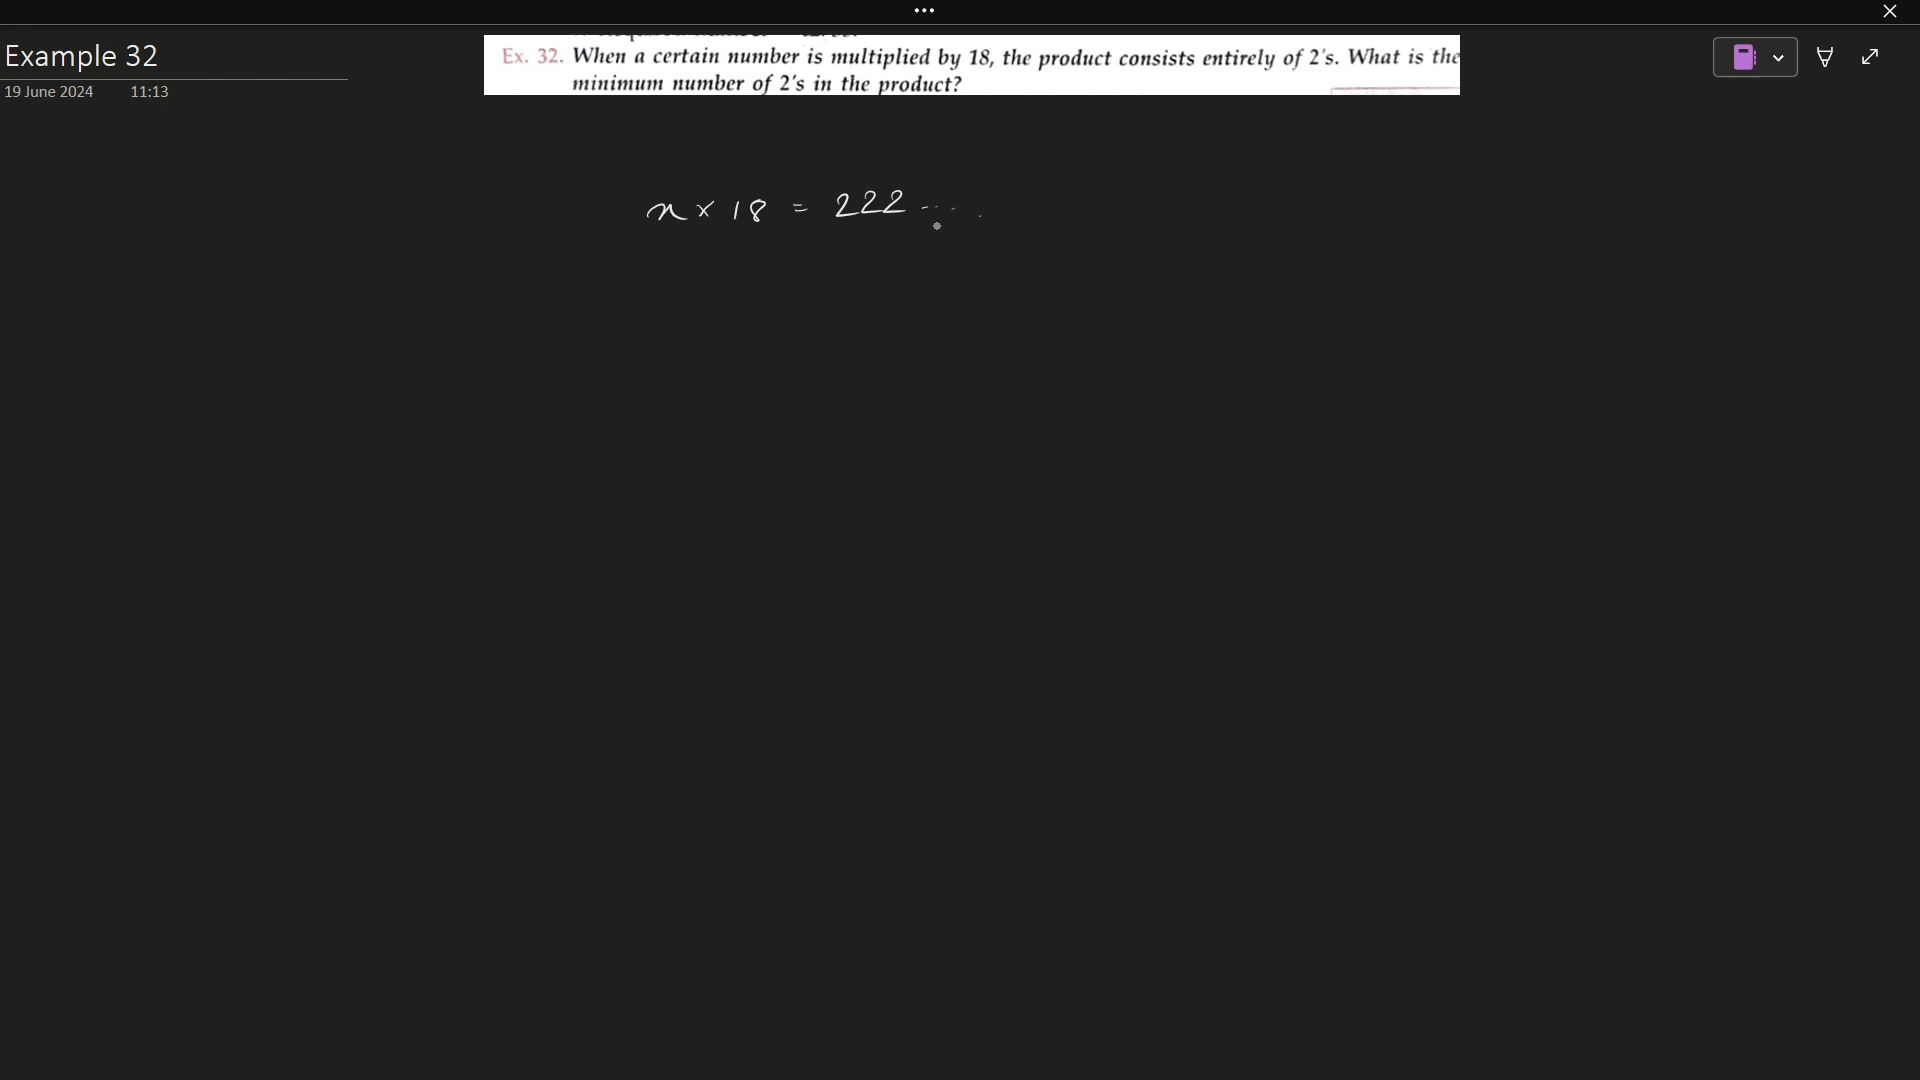 Example 32
19 June 2024 11:13
Ex. 32. When a certain number is multiplied by 18, the product consists entirely of 2's. What is the
minimum number of 2's in the product?
x × 18 = 222 ....